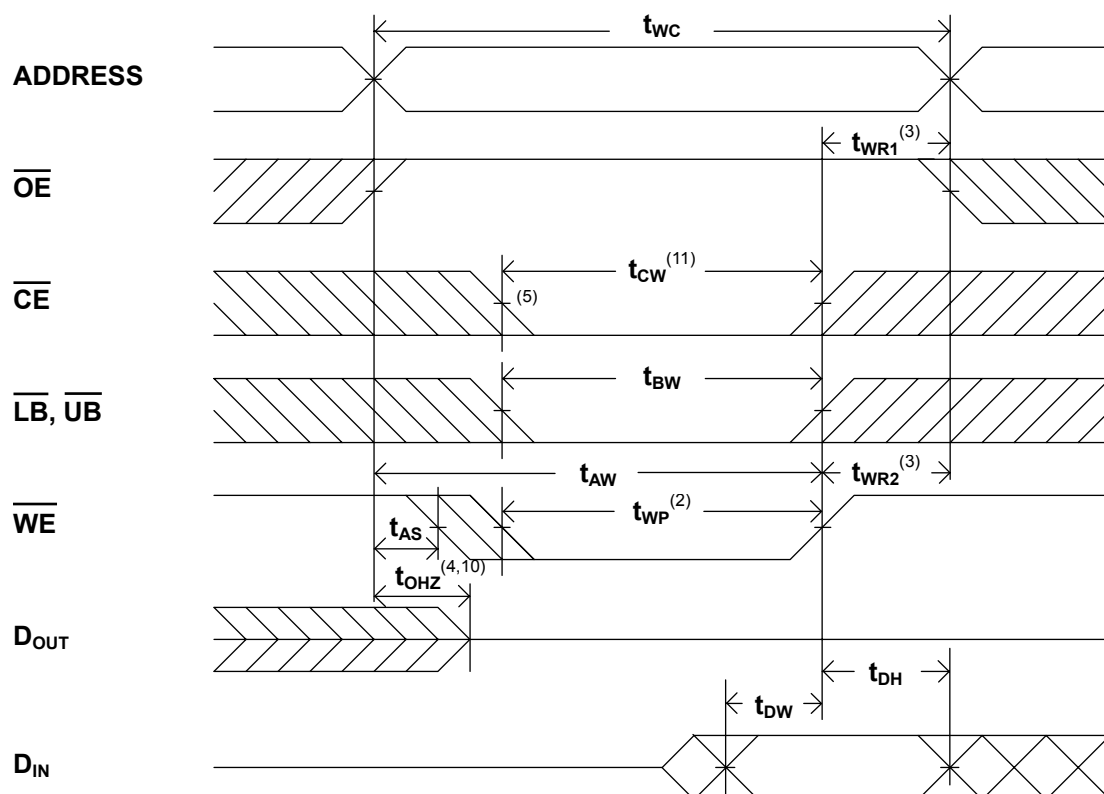 tWC
ADDRESS
tWR1(3)
OE
tCW(11)
CE
(5)
tBW
LB, UB
tAW
tWR2(3)
WE
tWP(2)
tAS
tOHZ(4,10)
DOUT
tDH
tDW
DIN